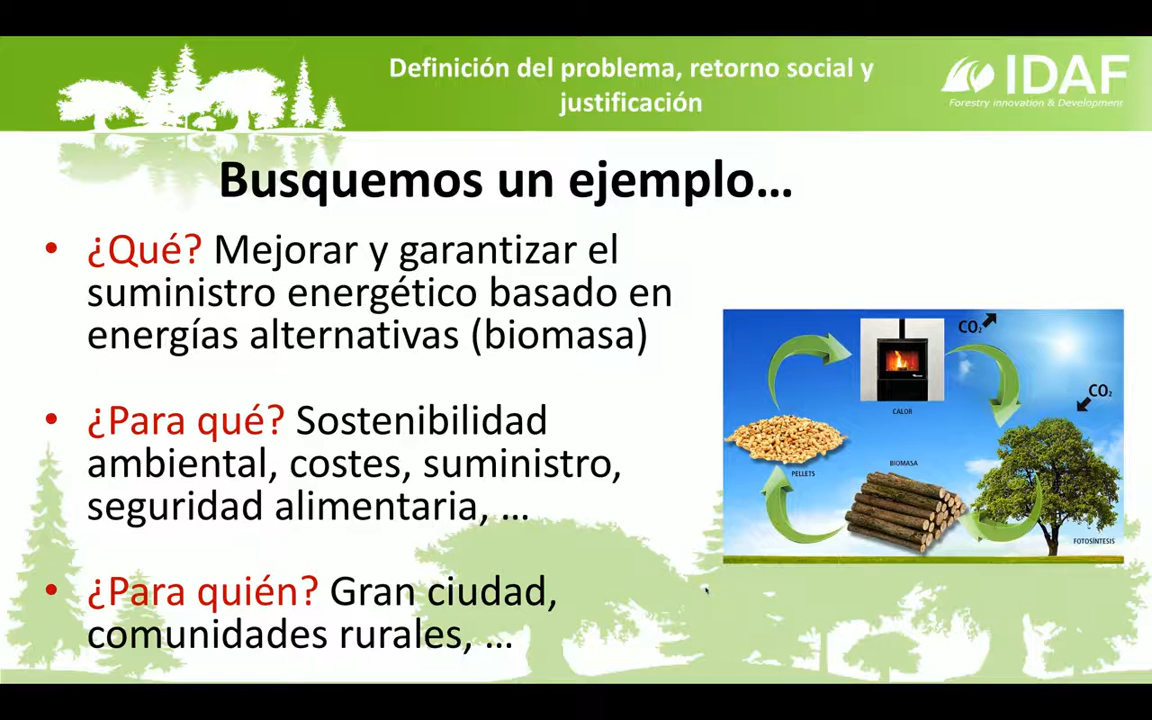 Definición del problema, retorno social y
justificación
IDAF
Forestry innovation & Development
Busquemos un ejemplo...
• ¿Qué? Mejorar y garantizar el
suministro energético basado en
energías alternativas (biomasa)
• ¿Para qué? Sostenibilidad
ambiental, costes, suministro,
seguridad alimentaria, ...
• ¿Para quién? Gran ciudad,
comunidades rurales, ...
CO₂
CALOR
CO₂
PELLETS
BIOMASA
FOTOSÍNTESIS